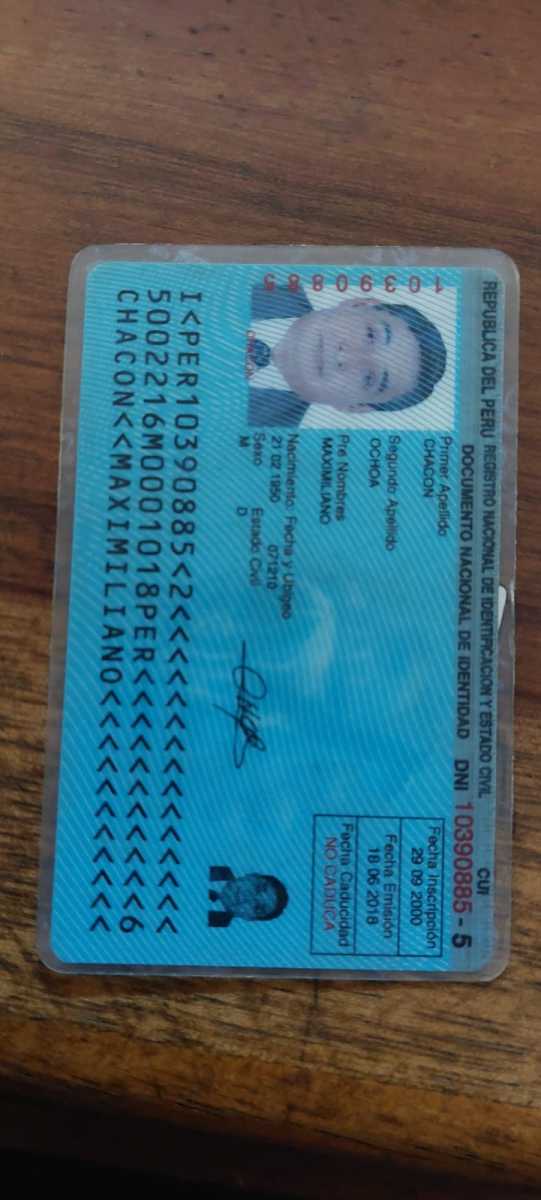 REPUBLICA DEL PERU REGISTRO NACIONAL DE IDENTIFICACION Y ESTADO CIVIL
CUI
DOCUMENTO NACIONAL DE IDENTIDAD DNI 10390885 - 5
10390885
Primer Apellido
CHACON
Segundo Apellido
OCHOA
Pre Nombres
MAXIMILIANO
Nacimiento: Fecha y Ubigeo
21 02 1950 071210
Sexo Estado Civil
M D
Fecha Inscripción
29 09 2000
Fecha Emisión
18 06 2018
Fecha Caducidad
NO CADUCA
I<PER10390885<2<<<<<<<<<<<<<<<
5002216M0001018PER<<<<<<<<<<<6
CHACON<<MAXIMILIANO<<<<<<<<<<<